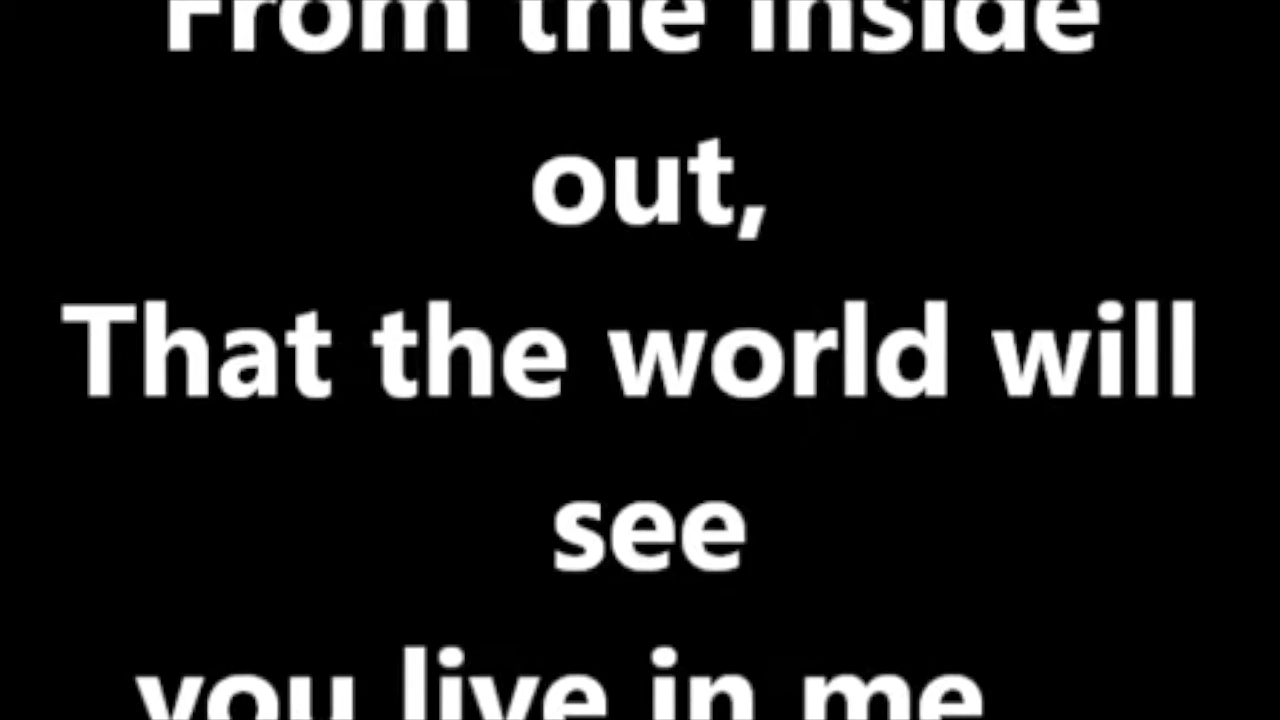 From the inside
out,
That the world will
see
you live in me